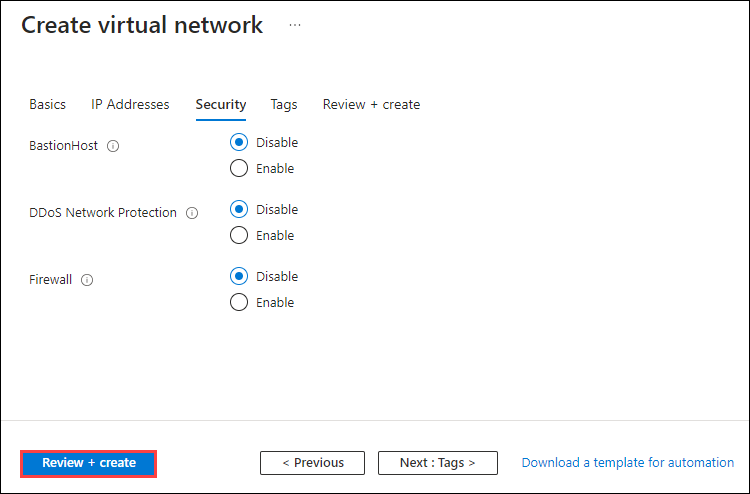 Create virtual network ...
Basics IP Addresses Security Tags Review + create
BastionHost Disable
Enable
DDoS Network Protection Disable
Enable
Firewall Disable
Enable
Review + create < Previous Next : Tags > Download a template for automation